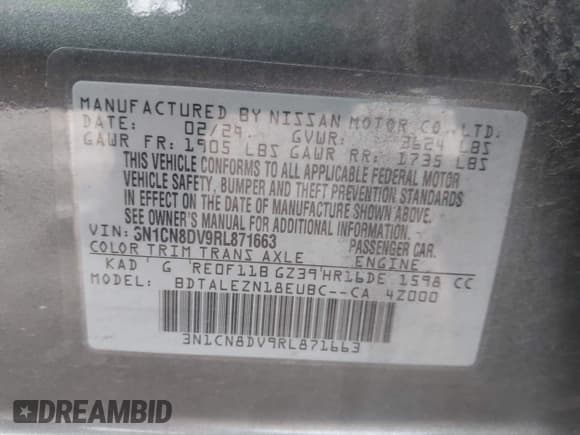 MANUFACTURED BY NISSAN MOTOR CO., LTD.
DATE: 02/24 GVWR: 3624 LBS
GAWR FR: 1905 LBS GAWR RR: 1735 LBS
THIS VEHICLE CONFORMS TO ALL APPLICABLE FEDERAL MOTOR
VEHICLE SAFETY, BUMPER AND THEFT PREVENTION STANDARDS
IN EFFECT ON THE DATE OF MANUFACTURE SHOWN ABOVE.
SEE OWNER'S MANUAL FOR ADDITIONAL INFORMATION.
VIN: 3N1CN8DV9RL871663 PASSENGER CAR.
COLOR TRIM TRANS AXLE ENGINE
KAD G RE0F11B GZ39 HR16DE 1598 CC
MODEL: BDTALEZN18EUBC--CA 4Z000
3N1CN8DV9RL871663
DREAMBID